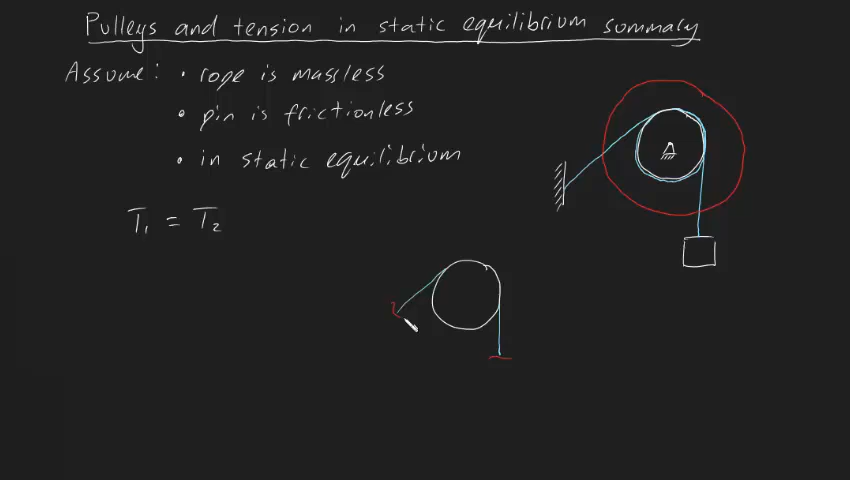 Pulleys and tension in static equilibrium summary
Assume: • rope is massless
• pin is frictionless
• in static equilibrium
T₁ = T₂